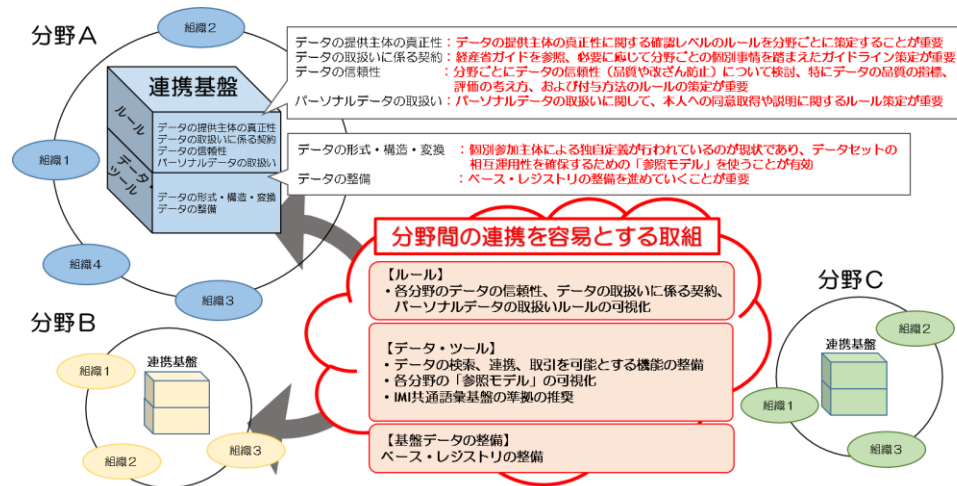 分野A
組織2
組織1
組織4
組織3
連携基盤
ルール
データ・
ツール
データの提供主体の真正性
データの取扱いに係る契約
データの信頼性
パーソナルデータの取扱い
データの形式・構造・変換
データの整備
データの提供主体の真正性：データの提供主体の真正性に関する確認レベルのルールを分野ごとに策定することが重要
データの取扱いに係る契約：経産省ガイドを参照、必要に応じて分野ごとの個別事情を踏まえたガイドライン策定が重要
データの信頼性：分野ごとにデータの信頼性（品質や改ざん防止）について検討、特にデータの品質の指標、
評価の考え方、および付与方法のルールの策定が重要
パーソナルデータの取扱い：パーソナルデータの取扱いに関して、本人への同意取得や説明に関するルール策定が重要
データの形式・構造・変換：個別参加主体による独自定義が行われているのが現状であり、データセットの
相互運用性を確保するための「参照モデル」を使うことが有効
データの整備：ベース・レジストリの整備を進めていくことが重要
分野間の連携を容易とする取組
【ルール】
・各分野のデータの信頼性、データの取扱いに係る契約、
パーソナルデータの取扱いルールの可視化
【データ・ツール】
・データの検索、連携、取引を可能とする機能の整備
・各分野の「参照モデル」の可視化
・IMI共通語彙基盤の準拠の推奨
【基盤データの整備】
ベース・レジストリの整備
分野B
連携基盤
組織1
組織2
組織3
分野C
組織2
連携基盤
組織1
組織3